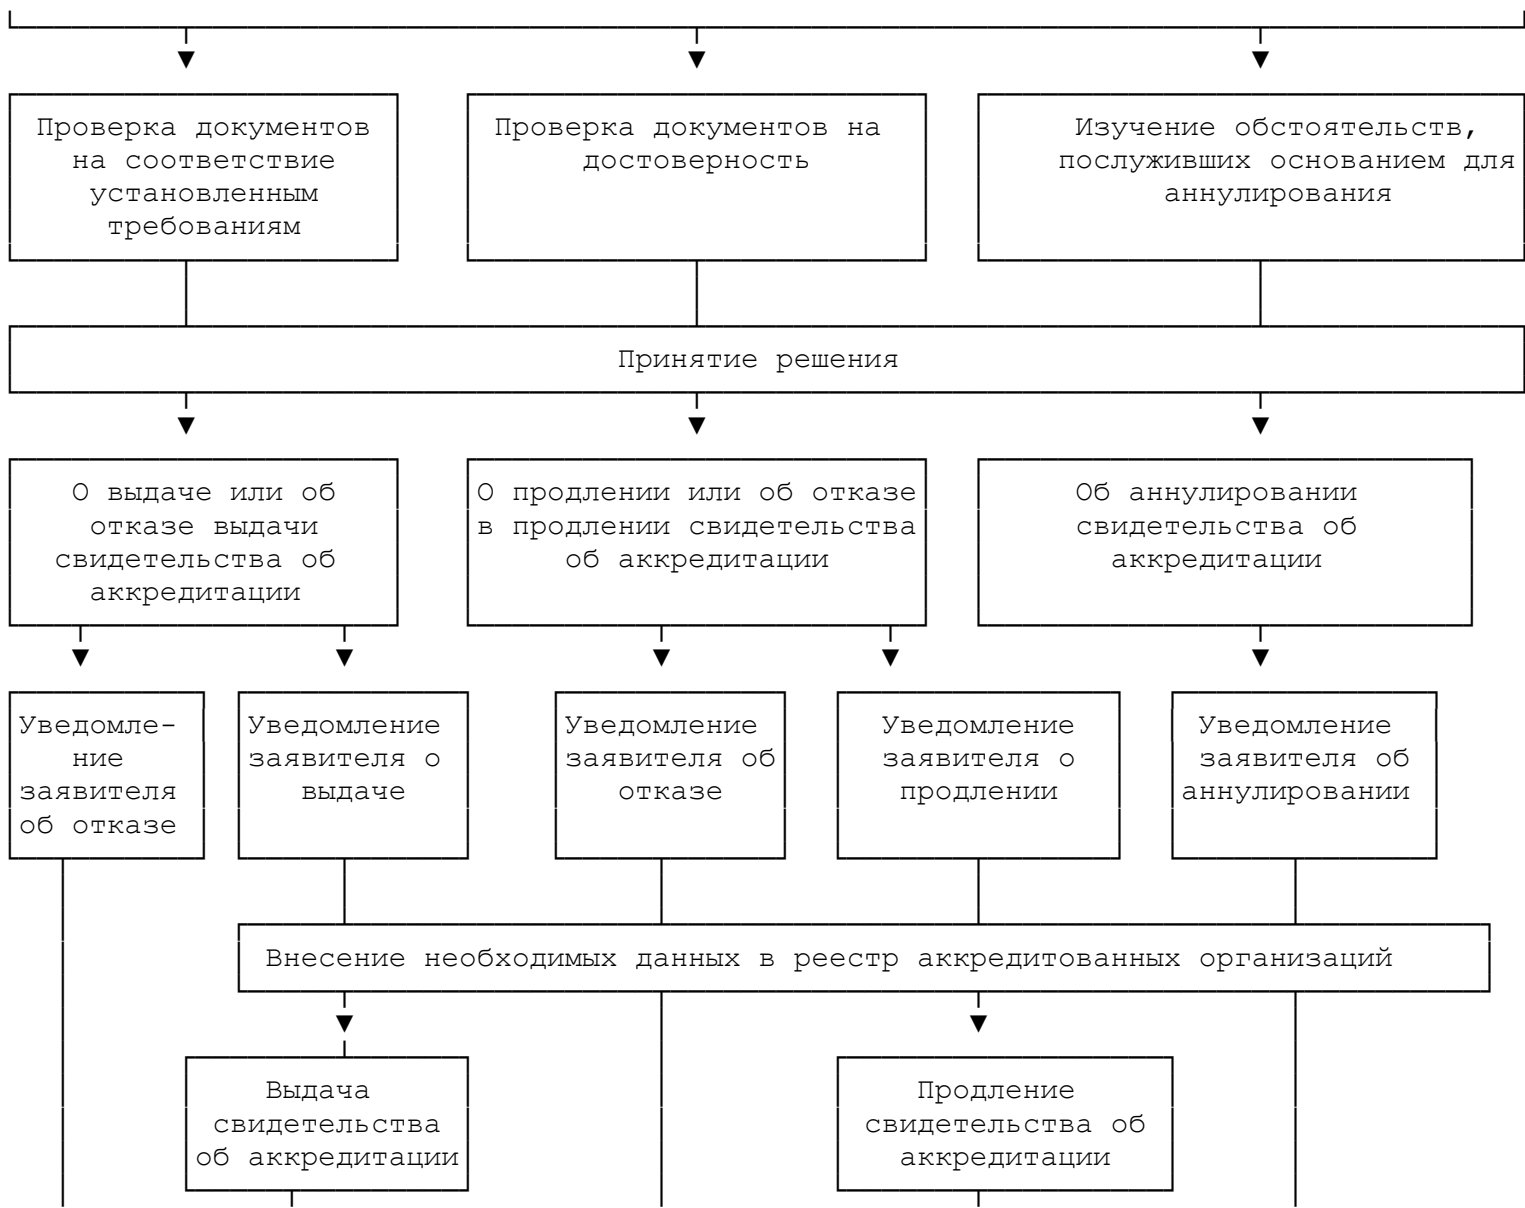 Проверка документов
на соответствие
установленным
требованиям
Проверка документов на
достоверность
Изучение обстоятельств,
послуживших основанием для
аннулирования
Принятие решения
О выдаче или об
отказе выдачи
свидетельства об
аккредитации
О продлении или об отказе
в продлении свидетельства
об аккредитации
Об аннулировании
свидетельства об
аккредитации
Уведомле-
ние
заявителя
об отказе
Уведомление
заявителя о
выдаче
Уведомление
заявителя об
отказе
Уведомление
заявителя о
продлении
Уведомление
заявителя об
аннулировании
Внесение необходимых данных в реестр аккредитованных организаций
Выдача
свидетельства
об аккредитации
Продление
свидетельства об
аккредитации